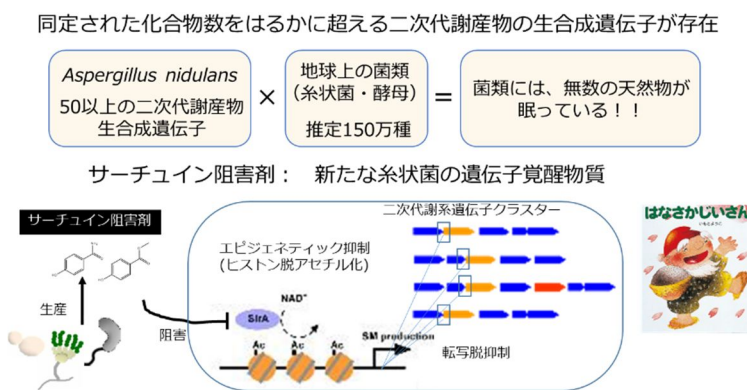 同定された化合物数をはるかに超える二次代謝産物の生合成遺伝子が存在
Aspergillus nidulans
50以上の二次代謝産物
生合成遺伝子
×
地球上の菌類
(糸状菌・酵母)
推定150万種
=
菌類には、無数の天然物が
眠っている!!
サーチュイン阻害剤: 新たな糸状菌の遺伝子覚醒物質
サーチュイン阻害剤
生産
阻害
エピジェネティック抑制
(ヒストン脱アセチル化)
NAD⁺
SirA
Ac
Ac
Ac
SM production
二次代謝系遺伝子クラスター
転写脱抑制
はなさかじいさん